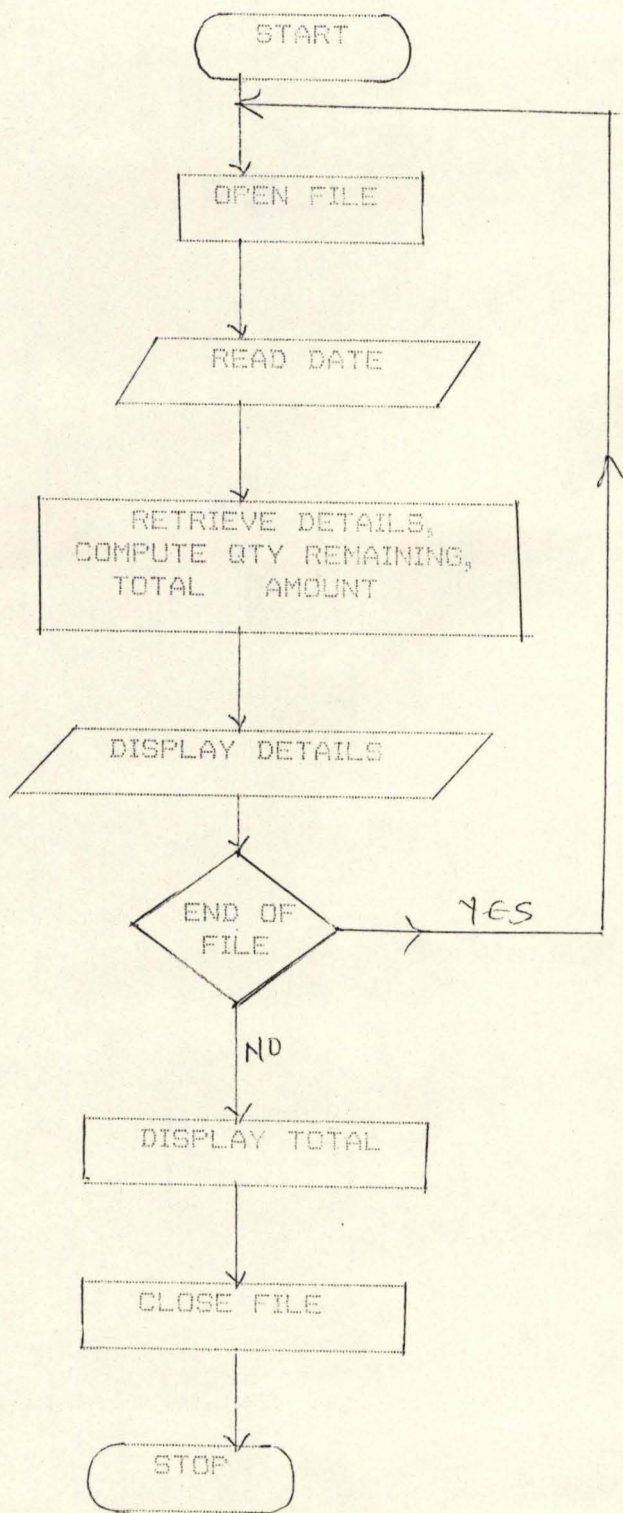 START
OPEN FILE
READ DATE
RETRIEVE DETAILS,
COMPUTE QTY REMAINING,
TOTAL AMOUNT
DISPLAY DETAILS
END OF
FILE
YES
NO
DISPLAY TOTAL
CLOSE FILE
STOP